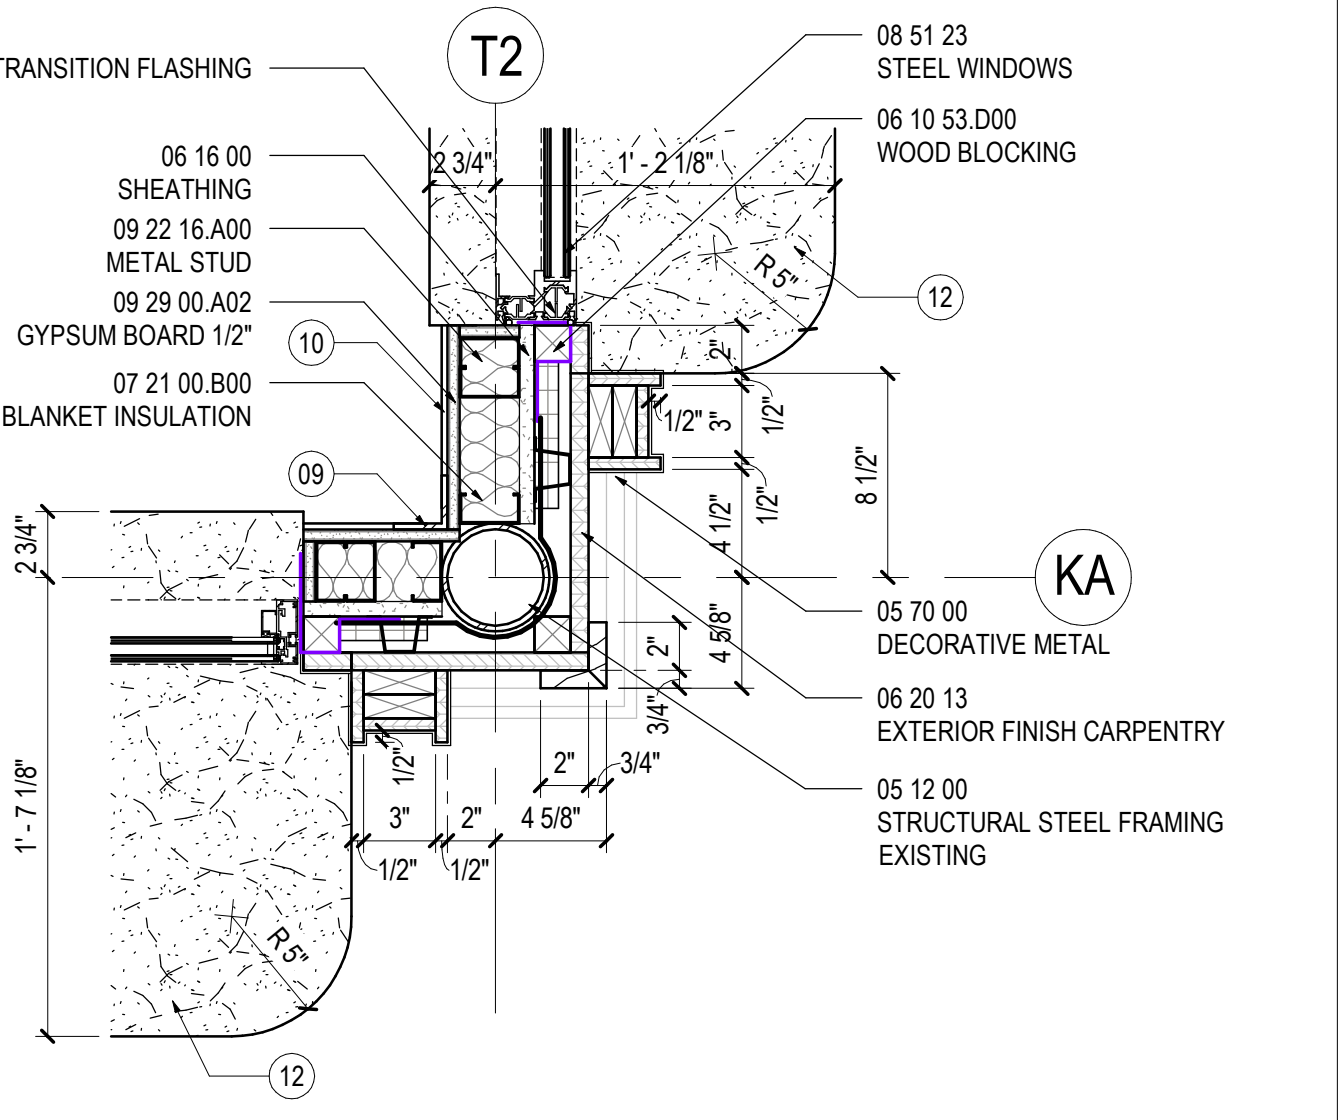 T2
TRANSITION FLASHING
06 16 00
SHEATHING
09 22 16.A00
METAL STUD
09 29 00.A02
GYPSUM BOARD 1/2"
10
07 21 00.B00
BLANKET INSULATION
09
08 51 23
STEEL WINDOWS
06 10 53.D00
WOOD BLOCKING
2 3/4"
1' - 2 1/8"
R 5"
12
2"
1/2"
3"
1/2"
1/2"
4 1/2"
8 1/2"
KA
4 5/8"
2"
3/4"
05 70 00
DECORATIVE METAL
06 20 13
EXTERIOR FINISH CARPENTRY
05 12 00
STRUCTURAL STEEL FRAMING
EXISTING
2 3/4"
1' - 7 1/8"
1/2"
2"
3/4"
3"
2"
4 5/8"
1/2"
1/2"
R 5"
12